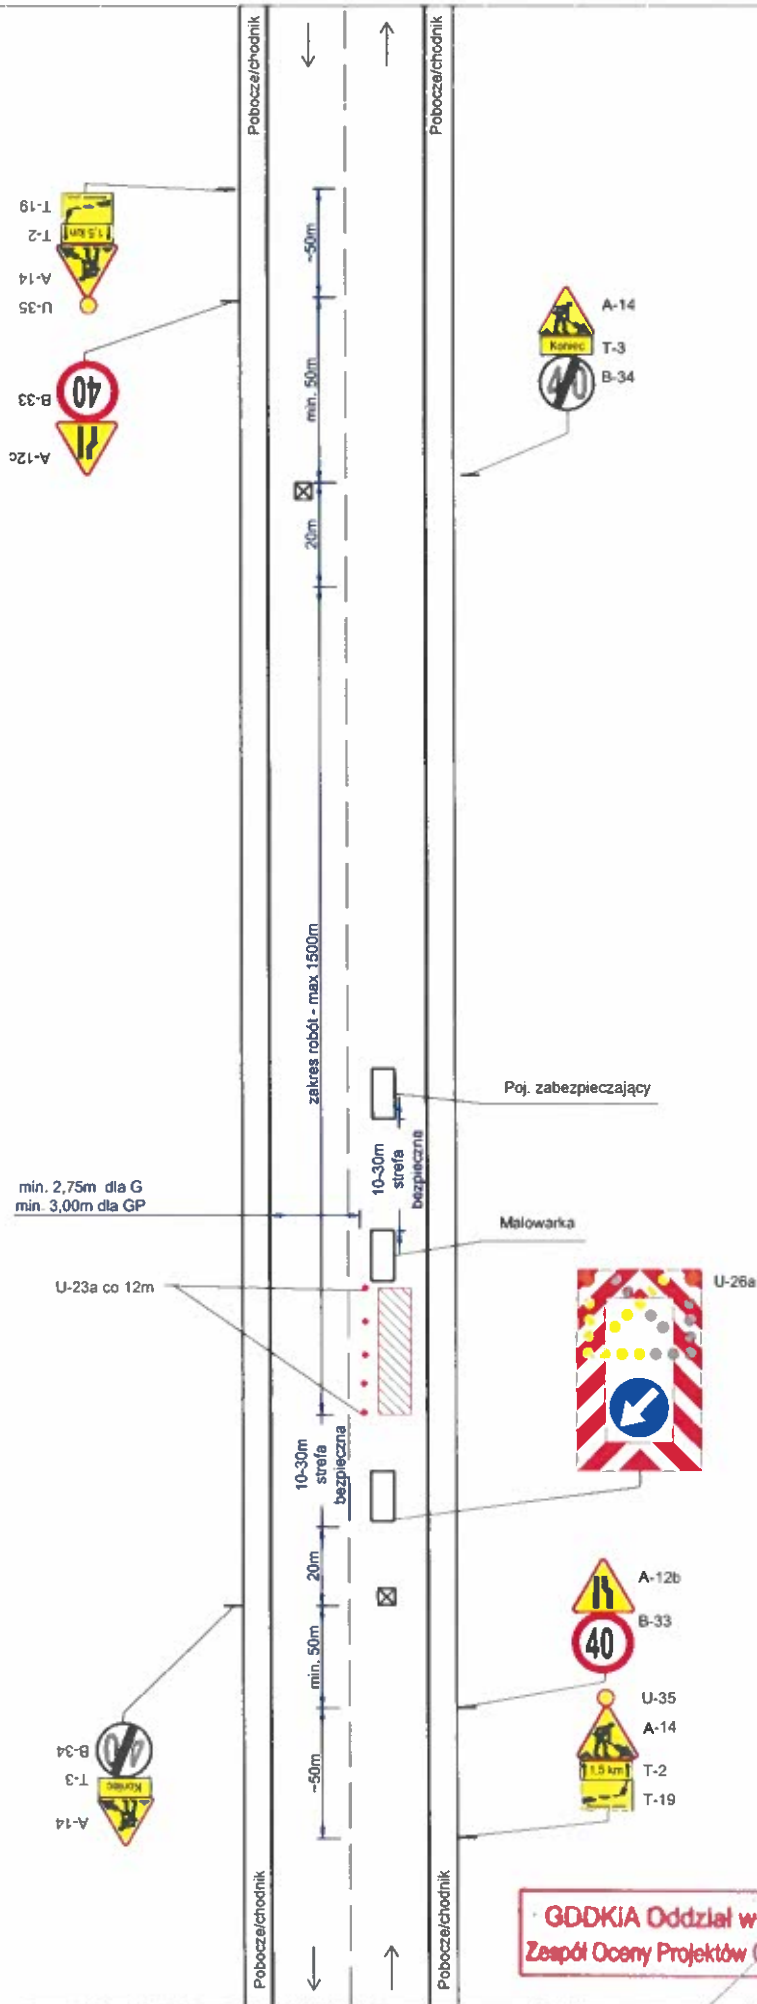 Pobocze/chodnik
Pobocze/chodnik
T-19
T-2
1,5 km
A-14
U-35
~50m
B-33
40
A-12c
min. 50m
A-14
Koniec
T-3
40
B-34
20m
zakres robót - max 1500m
Poj. zabezpieczający
10-30m
strefa
bezpieczna
min. 2,75m dla G
min. 3,00m dla GP
Malowarka
U-23a co 12m
U-26a
10-30m
strefa
bezpieczna
20m
A-12b
B-33
40
min. 50m
U-35
A-14
1,5 km
T-2
T-19
B-34
40
T-3
Koniec
A-14
~50m
Pobocze/chodnik
Pobocze/chodnik
GDDKiA Oddział w
Zespół Oceny Projektów